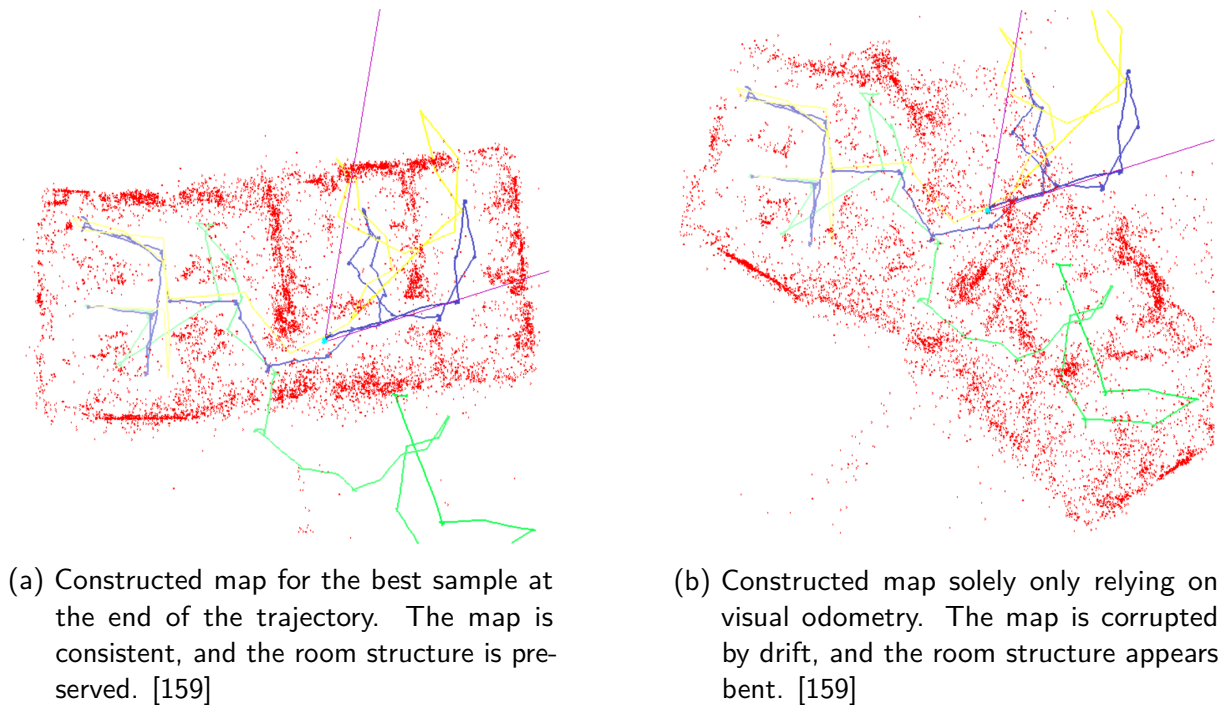 (a) Constructed map for the best sample at
the end of the trajectory. The map is
consistent, and the room structure is pre-
served. [159]
(b) Constructed map solely only relying on
visual odometry. The map is corrupted
by drift, and the room structure appears
bent. [159]